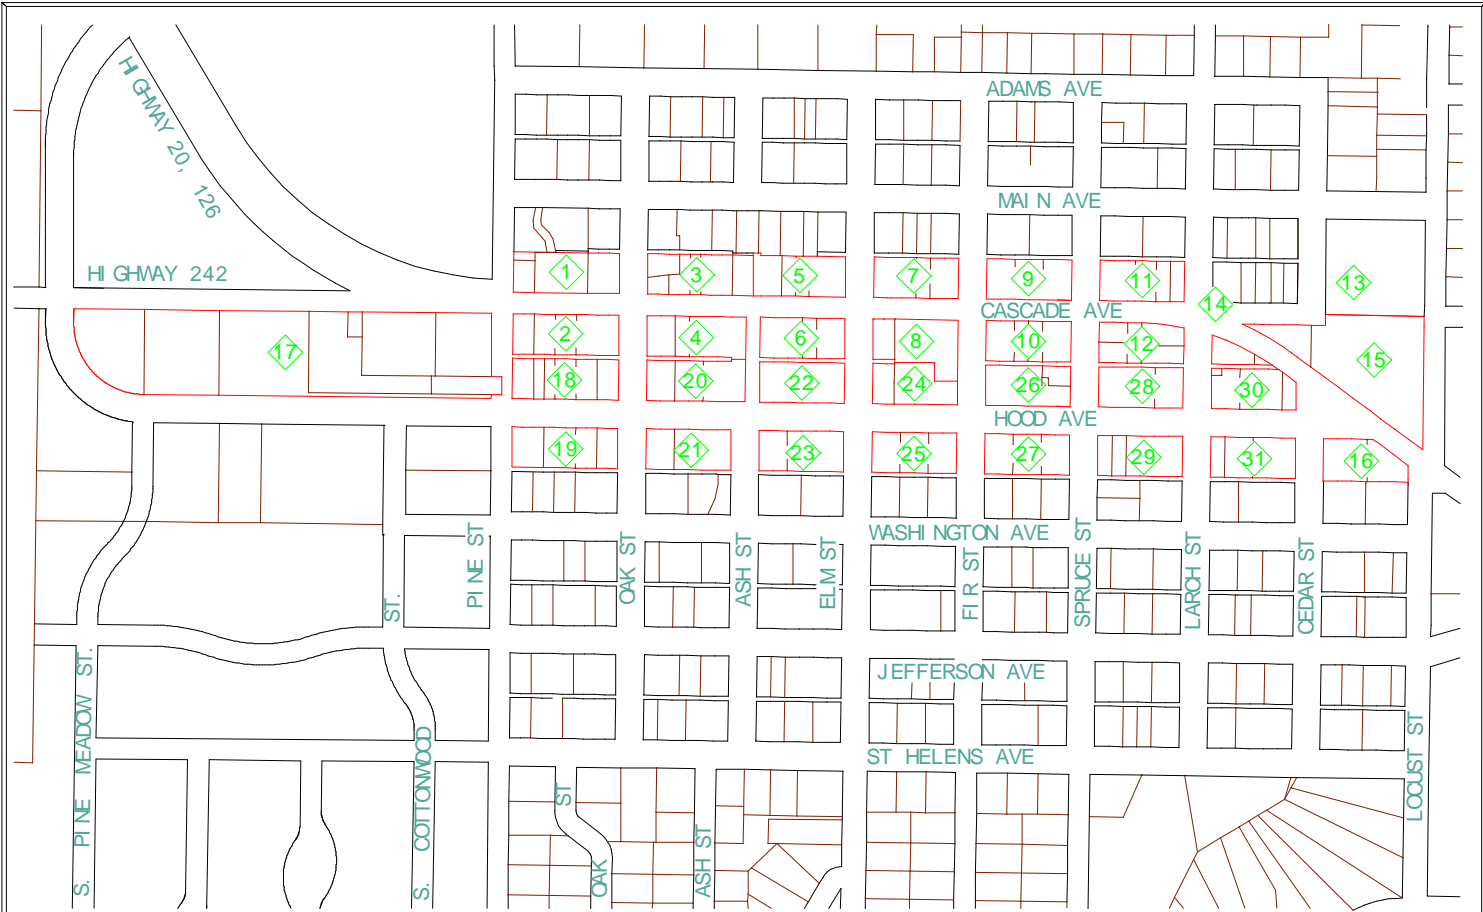 ADAMS AVE
HIGHWAY 20, 126
MAIN AVE
HIGHWAY 242
1
3
5
7
9
11
13
14
CASCADE AVE
2
4
6
8
10
12
15
17
18
20
22
24
26
28
30
HOOD AVE
19
21
23
25
27
29
31
16
WASHINGTON AVE
PINE ST
OAK ST
ASH ST
ELM ST
FIR ST
SPRUCE ST
LARCH ST
CEDAR ST
ST.
JEFFERSON AVE
S. PINE MEADOW ST.
S. COTTONWOOD
ST HELENS AVE
LOCUST ST
ST
OAK
ASH ST